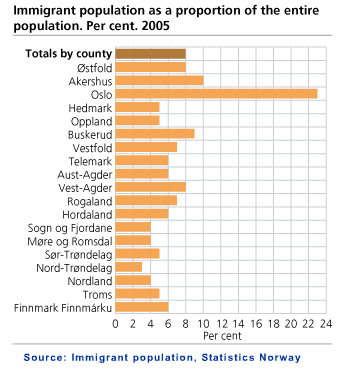 Immigrant population as a proportion of the entire
population. Per cent. 2005
Totals by county
Østfold
Akershus
Oslo
Hedmark
Oppland
Buskerud
Vestfold
Telemark
Aust-Agder
Vest-Agder
Rogaland
Hordaland
Sogn og Fjordane
Møre og Romsdal
Sør-Trøndelag
Nord-Trøndelag
Nordland
Troms
Finnmark Finnmárku
0 2 4 6 8 10 12 14 16 18 20 22 24
Per cent
Source: Immigrant population, Statistics Norway